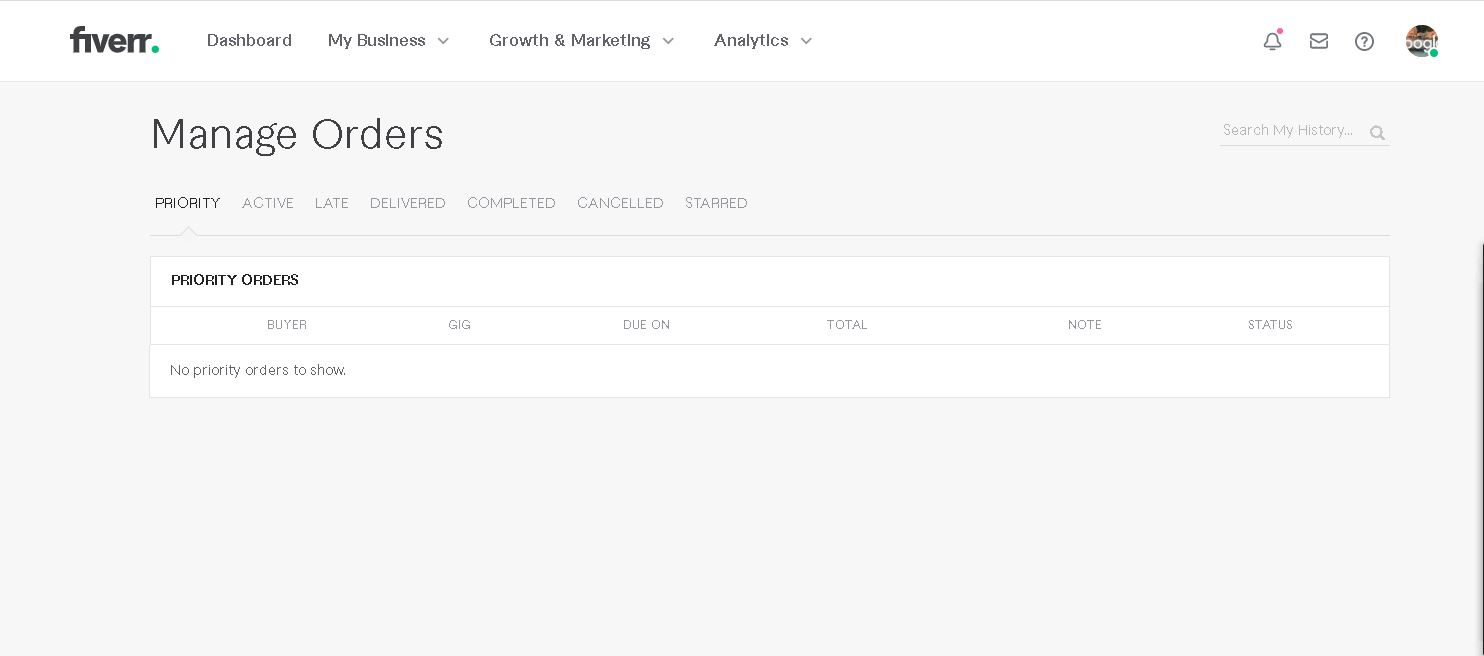 fiverr. Dashboard My Business Growth & Marketing Analytics
Manage Orders
Search My History...
PRIORITY ACTIVE LATE DELIVERED COMPLETED CANCELLED STARRED
PRIORITY ORDERS
BUYER GIG DUE ON TOTAL NOTE STATUS
No priority orders to show.